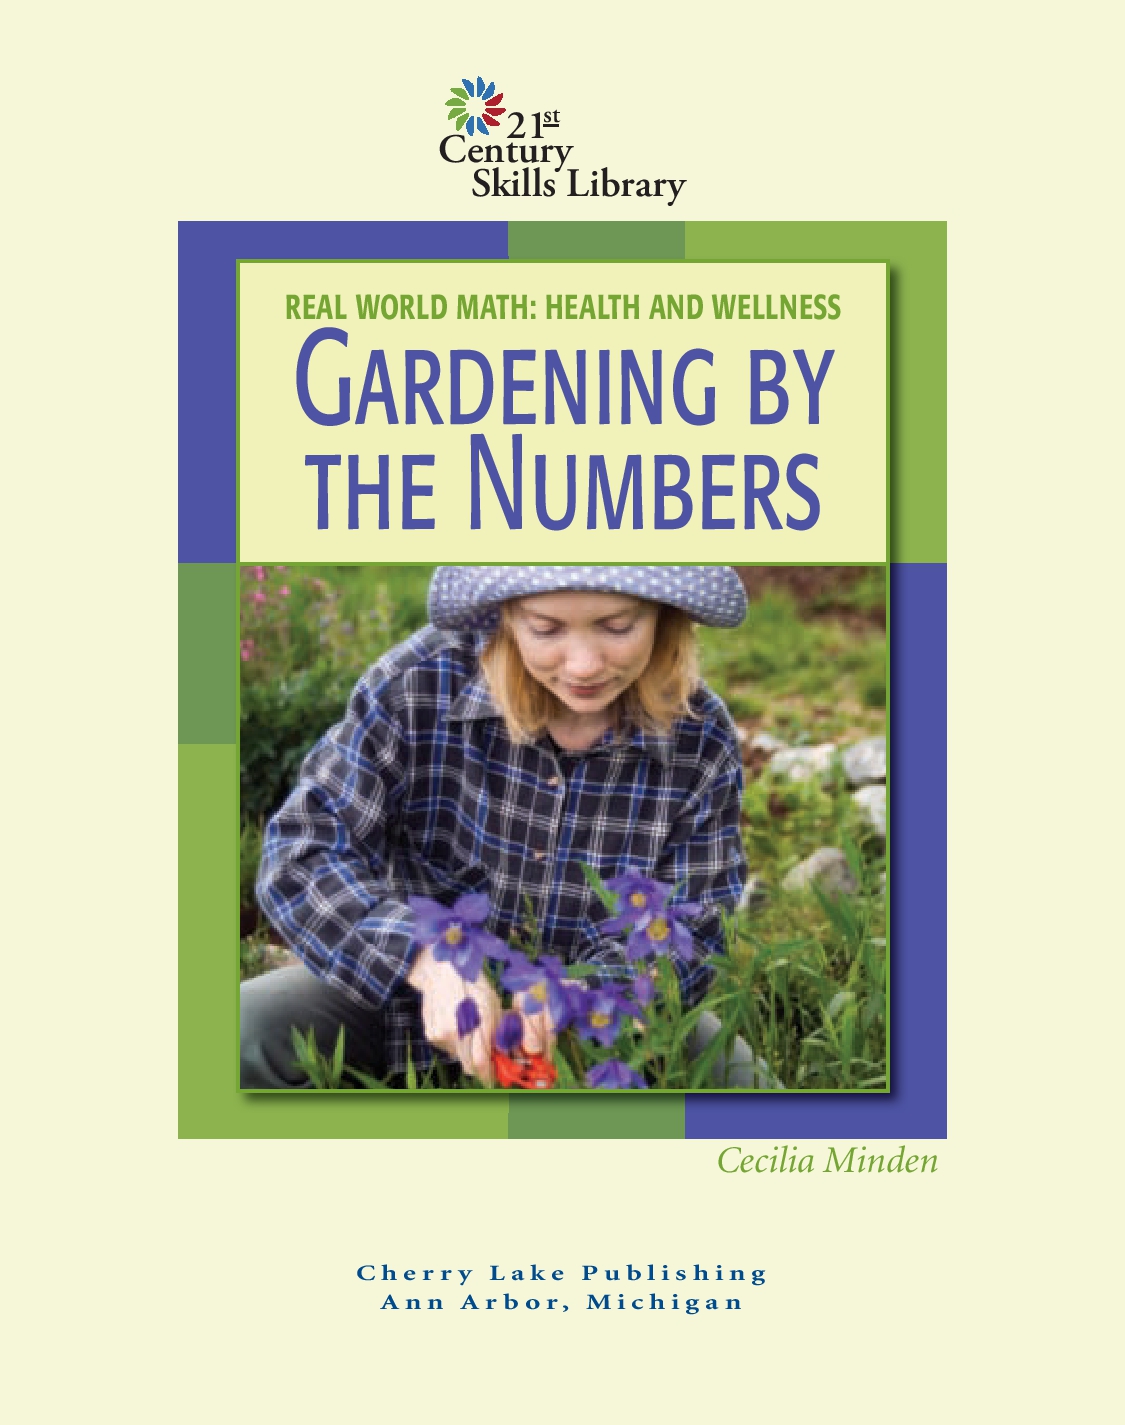 21st
Century
Skills Library
REAL WORLD MATH: HEALTH AND WELLNESS
GARDENING BY
THE NUMBERS
Cecilia Minden
Cherry Lake Publishing
Ann Arbor, Michigan